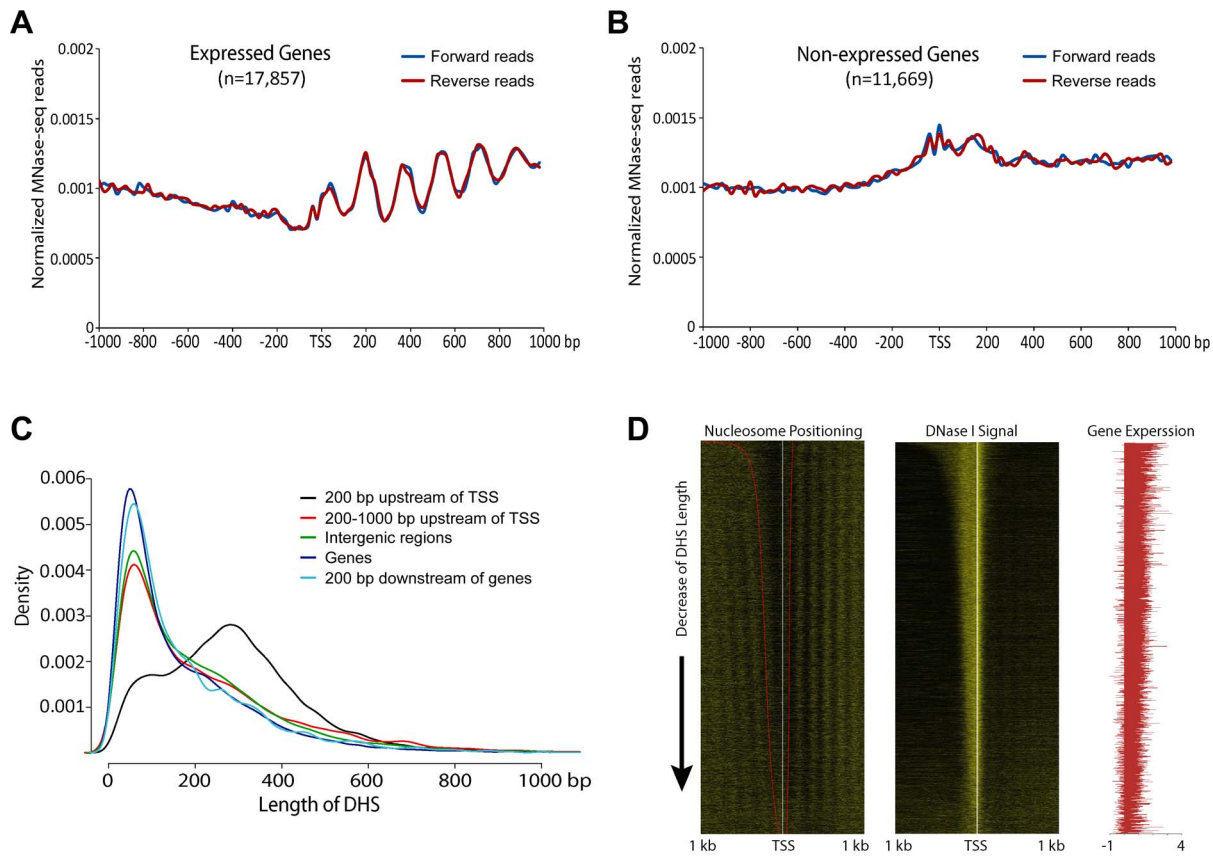 A
Expressed Genes
(n=17,857)
Forward reads
Reverse reads
Normalized MNase-seq reads
0.002
0.0015
0.001
0.0005
0
-1000 -800 -600 -400 -200 TSS 200 400 600 800 1000 bp
B
Non-expressed Genes
(n=11,669)
Forward reads
Reverse reads
Normalized MNase-seq reads
0.002
0.0015
0.001
0.0005
0
-1000 -800 -600 -400 -200 TSS 200 400 600 800 1000 bp
C
200 bp upstream of TSS
200-1000 bp upstream of TSS
Intergenic regions
Genes
200 bp downstream of genes
Density
0.006
0.005
0.004
0.003
0.002
0.001
0 200 400 600 800 1000 bp
Length of DHS
D
Nucleosome Positioning
DNase I Signal
Gene Experssion
Decrease of DHS Length
1 kb TSS 1 kb
1 kb TSS 1 kb
-1 4